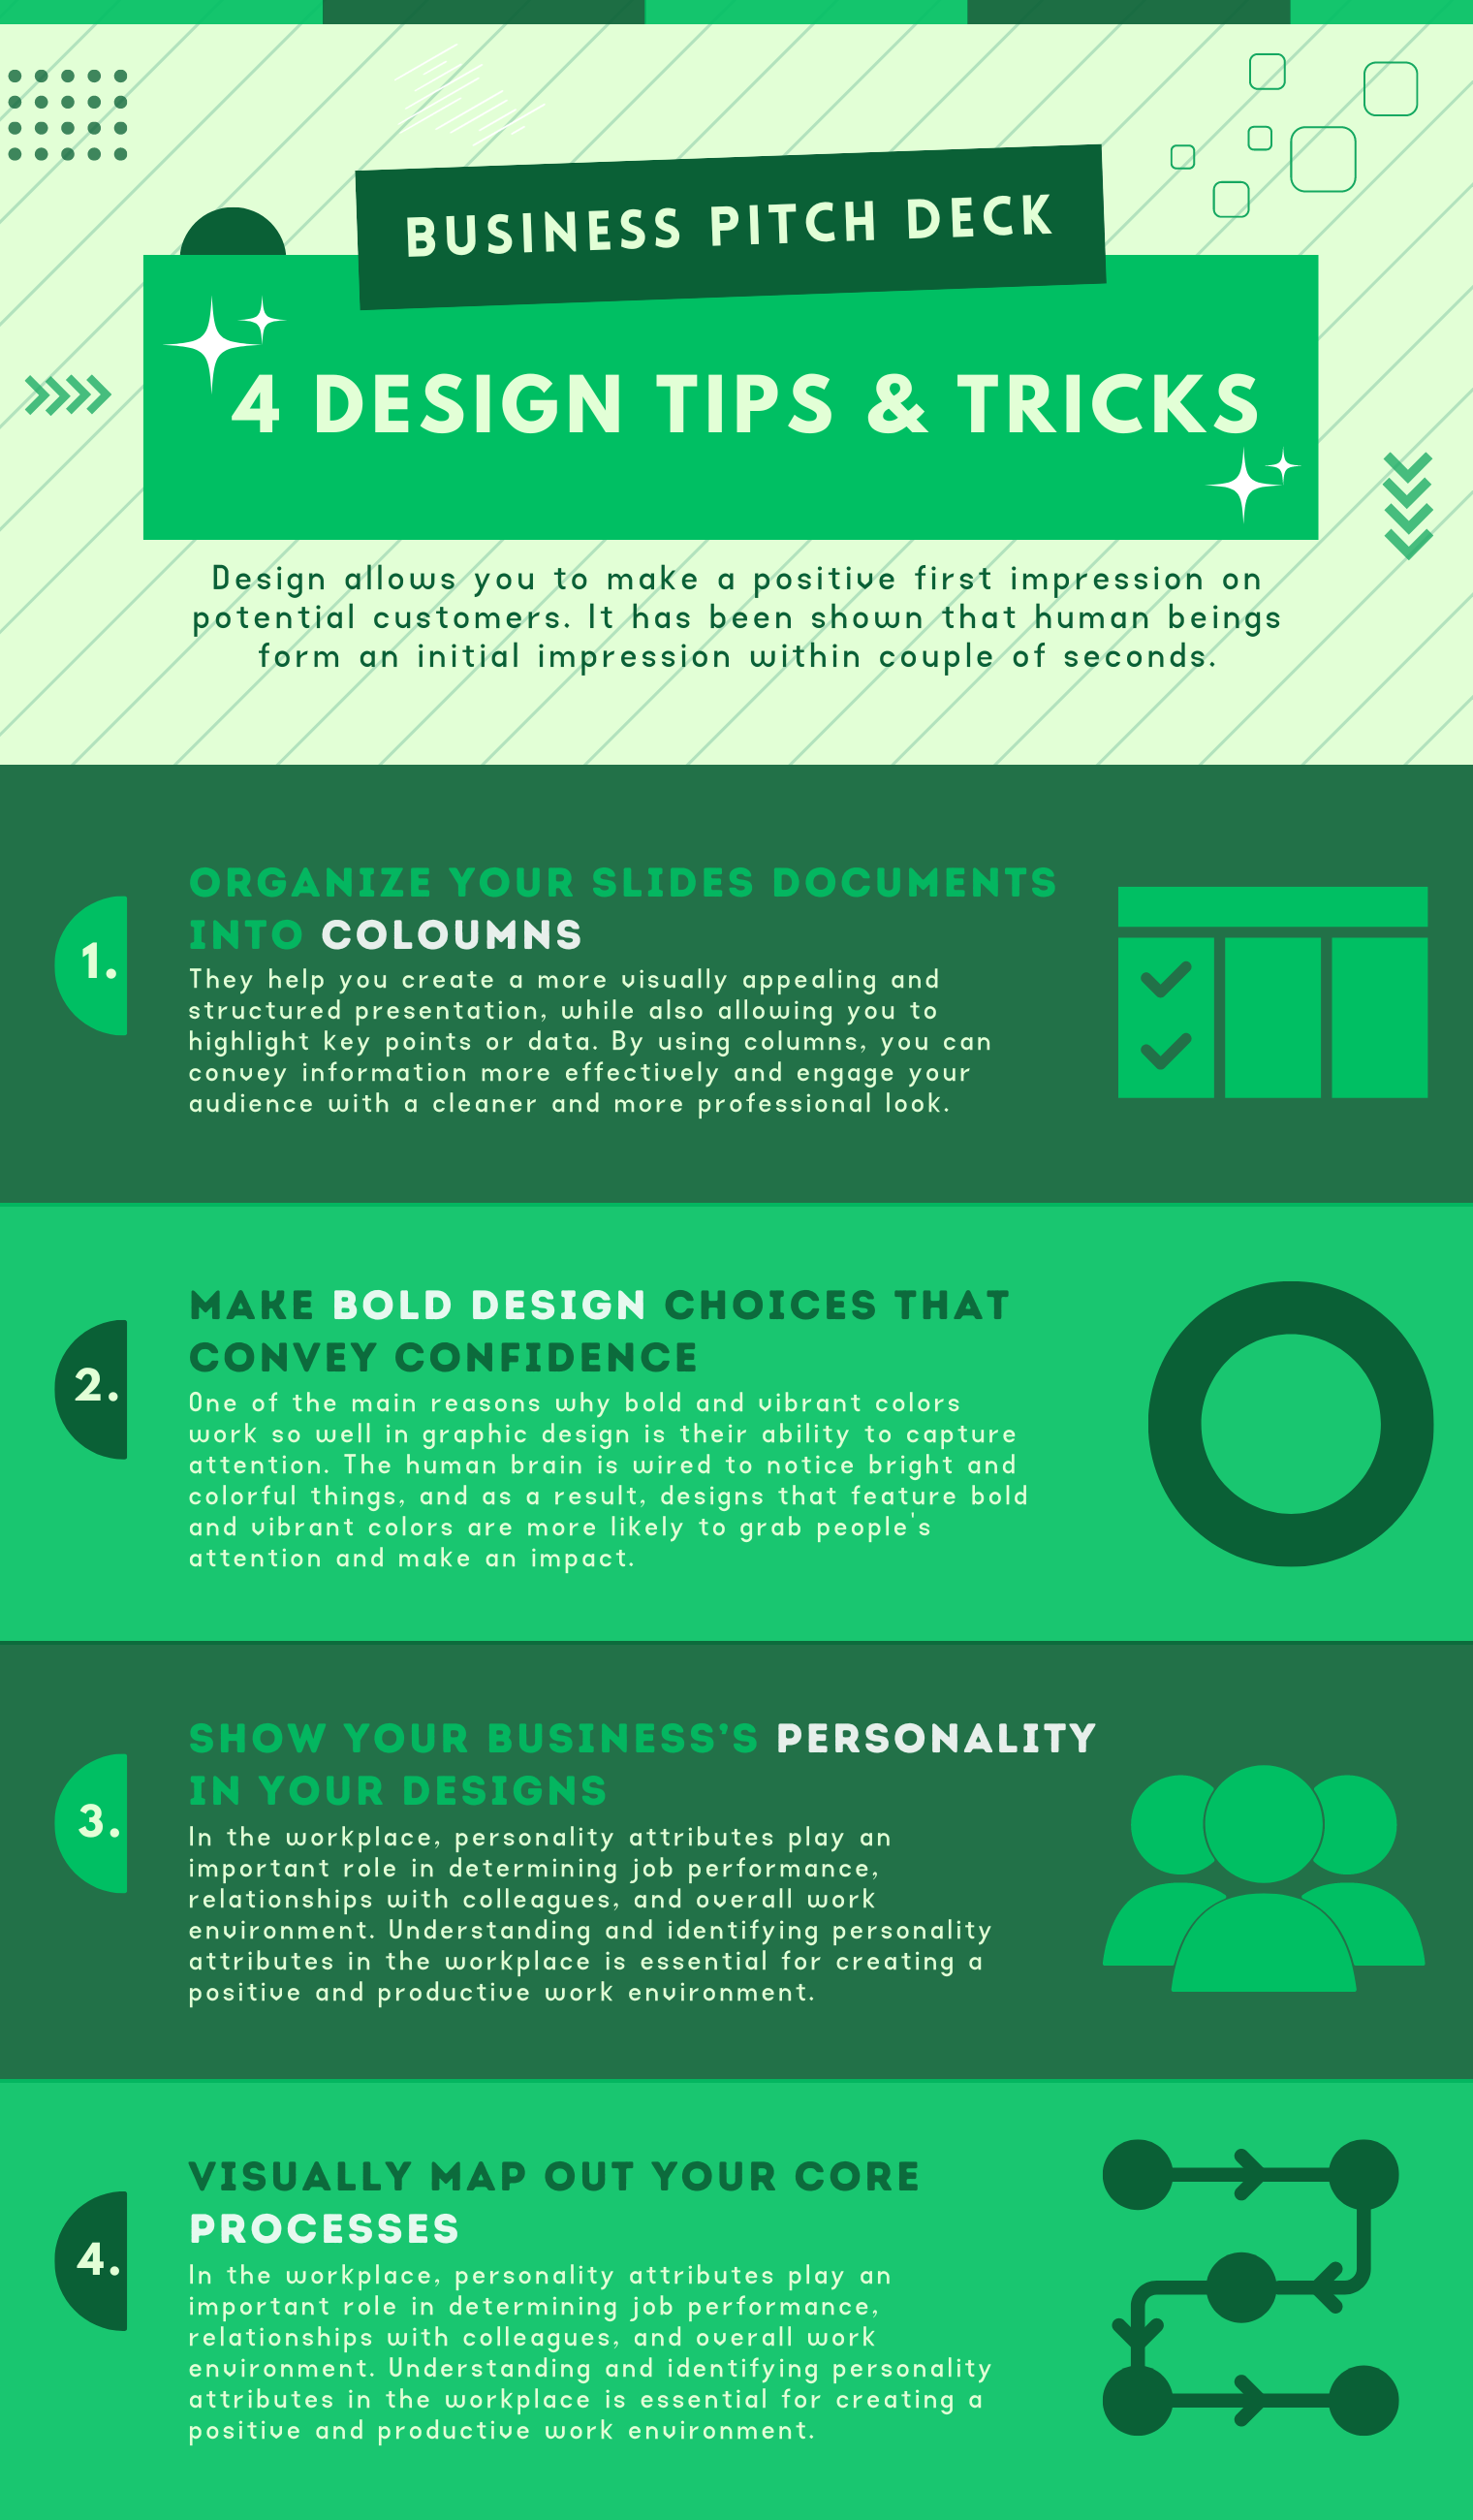 BUSINESS PITCH DECK
4 DESIGN TIPS & TRICKS
Design allows you to make a positive first impression on
potential customers. It has been shown that human beings
form an initial impression within couple of seconds.
1.
ORGANIZE YOUR SLIDES DOCUMENTS
INTO COLOUMNS
They help you create a more visually appealing and
structured presentation, while also allowing you to
highlight key points or data. By using columns, you can
convey information more effectively and engage your
audience with a cleaner and more professional look.
2.
MAKE BOLD DESIGN CHOICES THAT
CONVEY CONFIDENCE
One of the main reasons why bold and vibrant colors
work so well in graphic design is their ability to capture
attention. The human brain is wired to notice bright and
colorful things, and as a result, designs that feature bold
and vibrant colors are more likely to grab people's
attention and make an impact.
3.
SHOW YOUR BUSINESS'S PERSONALITY
IN YOUR DESIGNS
In the workplace, personality attributes play an
important role in determining job performance,
relationships with colleagues, and overall work
environment. Understanding and identifying personality
attributes in the workplace is essential for creating a
positive and productive work environment.
4.
VISUALLY MAP OUT YOUR CORE
PROCESSES
In the workplace, personality attributes play an
important role in determining job performance,
relationships with colleagues, and overall work
environment. Understanding and identifying personality
attributes in the workplace is essential for creating a
positive and productive work environment.